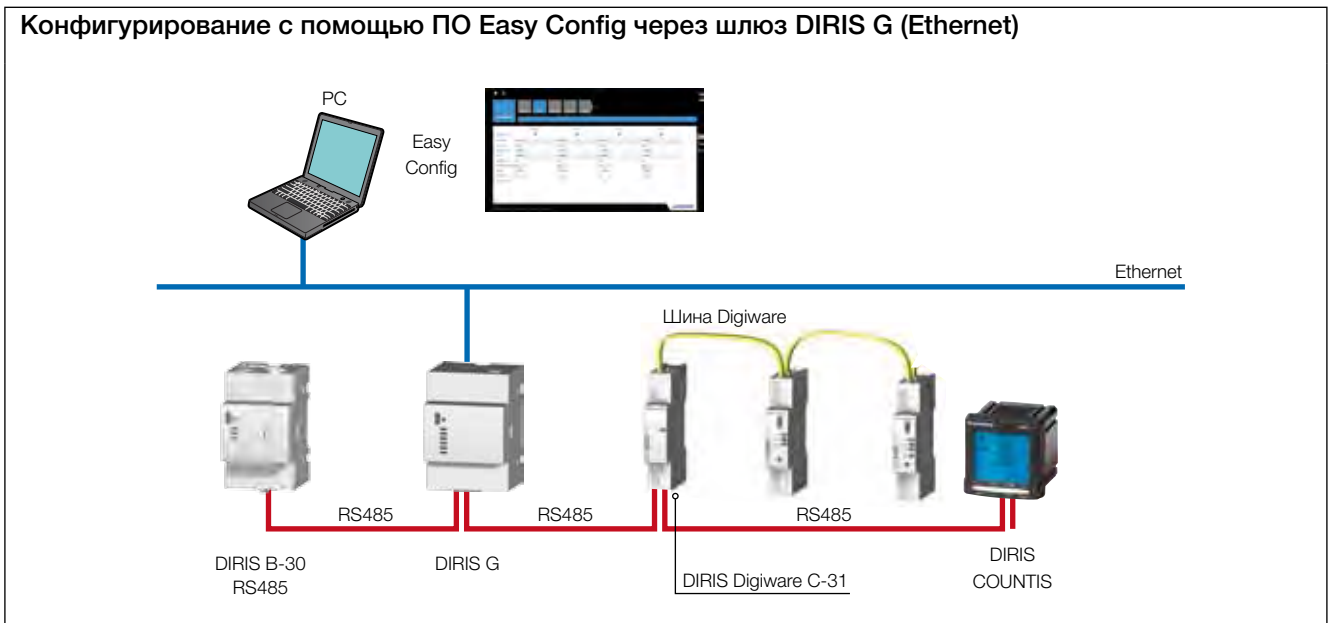 Конфигурирование с помощью ПО Easy Config через шлюз DIRIS G (Ethernet)
PC
Easy
Config
Ethernet
Шина Digiware
RS485
RS485
RS485
DIRIS B-30
RS485
DIRIS G
DIRIS Digiware C-31
DIRIS
COUNTIS